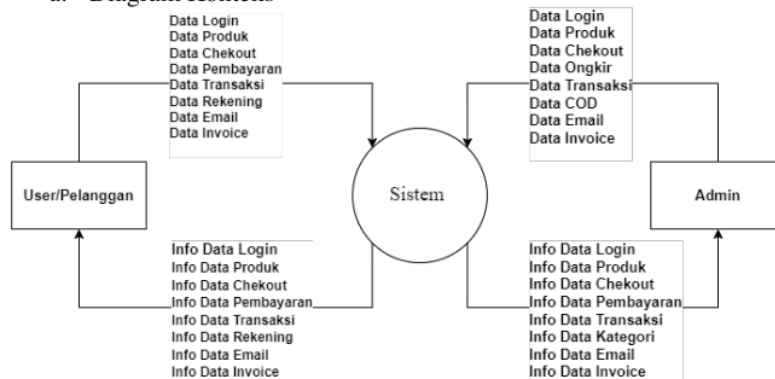 a. Diagram Konteks
Data Login
Data Produk
Data Chekout
Data Pembayaran
Data Transaksi
Data Rekening
Data Email
Data Invoice
Data Login
Data Produk
Data Chekout
Data Ongkir
Data Transaksi
Data COD
Data Email
Data Invoice
User/Pelanggan
Sistem
Admin
Info Data Login
Info Data Produk
Info Data Chekout
Info Data Pembayaran
Info Data Transaksi
Info Data Rekening
Info Data Email
Info Data Invoice
Info Data Login
Info Data Produk
Info Data Chekout
Info Data Pembayaran
Info Data Transaksi
Info Data Kategori
Info Data Email
Info Data Invoice